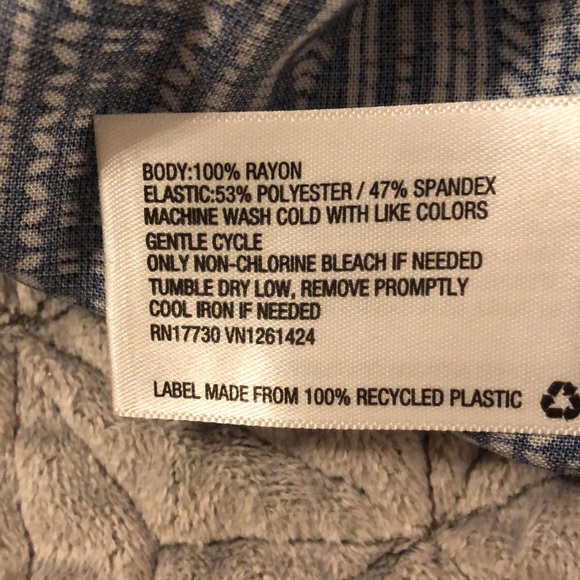 BODY:100% RAYON
ELASTIC:53% POLYESTER / 47% SPANDEX
MACHINE WASH COLD WITH LIKE COLORS
GENTLE CYCLE
ONLY NON-CHLORINE BLEACH IF NEEDED
TUMBLE DRY LOW, REMOVE PROMPTLY
COOL IRON IF NEEDED
RN17730 VN1261424
LABEL MADE FROM 100% RECYCLED PLASTIC